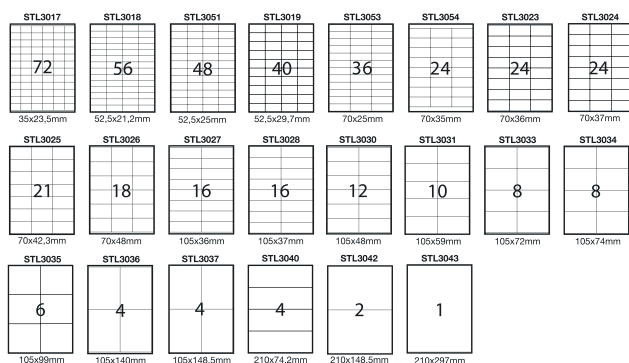 STL3017 STL3018 STL3051 STL3019 STL3053 STL3054 STL3023 STL3024
72 56 48 40 36 24 24 24
35x23,5mm 52,5x21,2mm 52,5x25mm 52,5x29,7mm 70x25mm 70x35mm 70x36mm 70x37mm
STL3025 STL3026 STL3027 STL3028 STL3030 STL3031 STL3033 STL3034
21 18 16 16 12 10 8 8
70x42,3mm 70x48mm 105x36mm 105x37mm 105x48mm 105x59mm 105x72mm 105x74mm
STL3035 STL3036 STL3037 STL3040 STL3042 STL3043
6 4 4 4 2 1
105x99mm 105x140mm 105x148,5mm 210x74,2mm 210x148,5mm 210x297mm